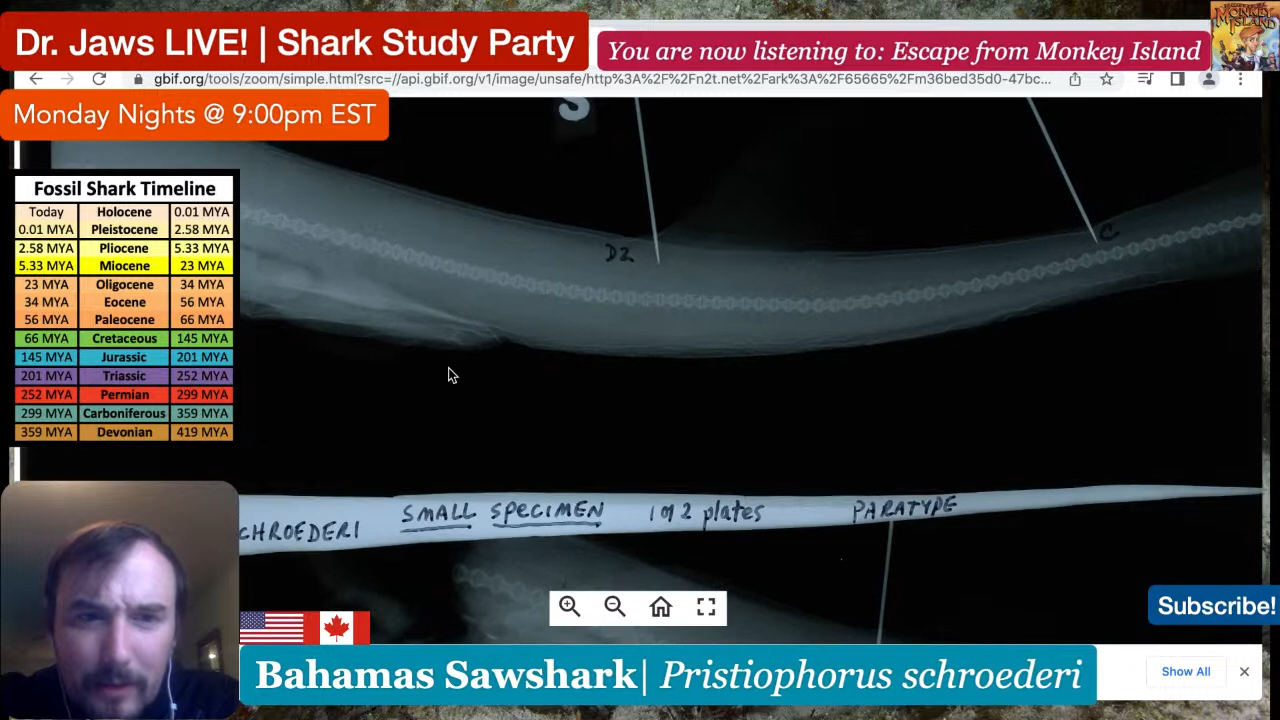 Dr. Jaws LIVE! | Shark Study Party
You are now listening to: Escape from Monkey Island
MONKEY ISLAND
gbif.org/tools/zoom/simple.html?src=//api.gbif.org/v1/image/unsafe/http%3A%2F%2Fn2t.net%2Fark%3A%2F65665%2Fm36bed35d0-47bc...
Monday Nights @ 9:00pm EST
S
Fossil Shark Timeline
Today Holocene 0.01 MYA
0.01 MYA Pleistocene 2.58 MYA
2.58 MYA Pliocene 5.33 MYA
5.33 MYA Miocene 23 MYA
23 MYA Oligocene 34 MYA
34 MYA Eocene 56 MYA
56 MYA Paleocene 66 MYA
66 MYA Cretaceous 145 MYA
145 MYA Jurassic 201 MYA
201 MYA Triassic 252 MYA
252 MYA Permian 299 MYA
299 MYA Carboniferous 359 MYA
359 MYA Devonian 419 MYA
D2
C
CHROEDERI SMALL SPECIMEN 1 of 2 plates PARATYPE
Subscribe!
Bahamas Sawshark| Pristiophorus schroederi
Show All